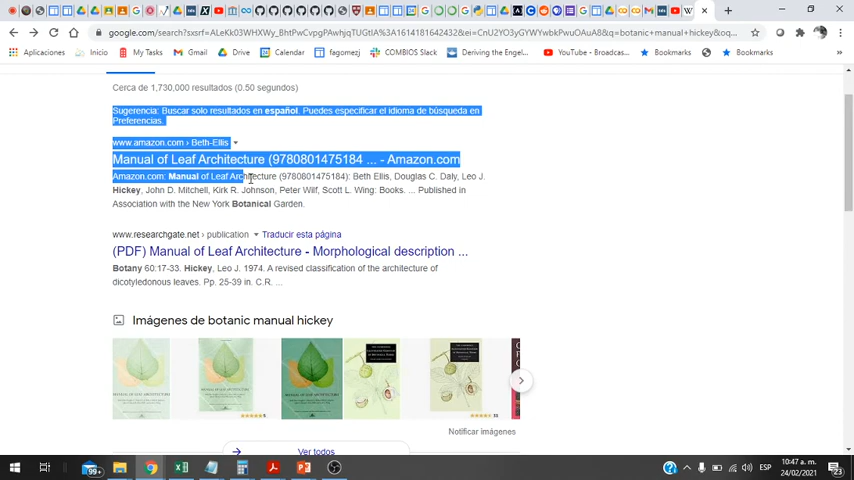 google.com/search?sxsrf=ALeKk03WHXWy_BhtPwCvpgPAwhjqTUGtIA%3A1614181642432&ei=CnU2YO3yGYWYwbkPwuOAuA8&q=botanic+manual+hickey&oq...
Aplicaciones
Inicio
My Tasks
Gmail
Drive
Calendar
fagomezj
COMBIOS Slack
Deriving the Engel...
YouTube - Broadcas...
Bookmarks
Bookmarks
Cerca de 1,730,000 resultados (0.50 segundos)
Sugerencia: Buscar solo resultados en español. Puedes especificar el idioma de búsqueda en
Preferencias.
www.amazon.com › Beth-Ellis
Manual of Leaf Architecture (9780801475184 ... - Amazon.com
Amazon.com: Manual of Leaf Architecture (9780801475184): Beth Ellis, Douglas C. Daly, Leo J.
Hickey, John D. Mitchell, Kirk R. Johnson, Peter Wilf, Scott L. Wing: Books. ... Published in
Association with the New York Botanical Garden.
www.researchgate.net › publication Traducir esta página
(PDF) Manual of Leaf Architecture - Morphological description ...
Botany 60:17-33. Hickey, Leo J. 1974. A revised classification of the architecture of
dicotyledonous leaves. Pp. 25-39 in. C.R. ...
Imágenes de botanic manual hickey
MANUAL OF LEAF ARCHITECTURE
Notificar imágenes
Ver todos
99+
ESP
10:47 a. m.
24/02/2021
23